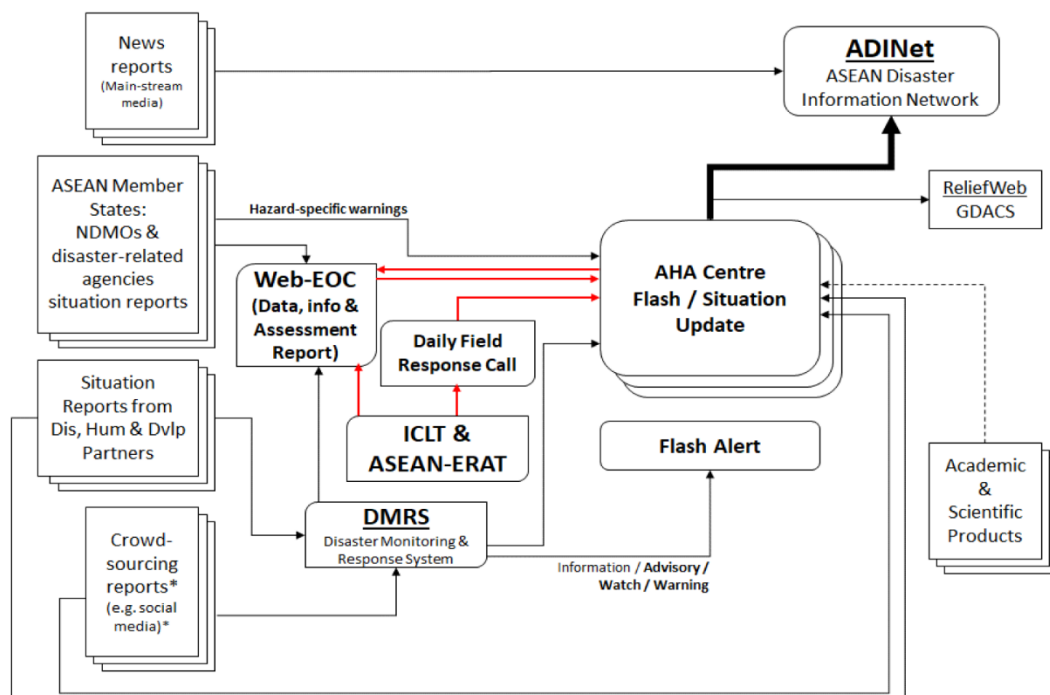 News
reports
(Main-stream
media)
ADINet
ASEAN Disaster
Information Network
ASEAN Member
States:
NDMOs &
disaster-related
agencies
situation reports
Hazard-specific warnings
ReliefWeb
GDACS
Web-EOC
(Data, info &
Assessment
Report)
AHA Centre
Flash / Situation
Update
Daily Field
Response Call
Situation
Reports from
Dis, Hum & Dvlp
Partners
ICLT &
ASEAN-ERAT
Flash Alert
Academic
&
Scientific
Products
DMRS
Disaster Monitoring &
Response System
Information / Advisory /
Watch / Warning
Crowd-
sourcing
reports*
(e.g. social
media)*